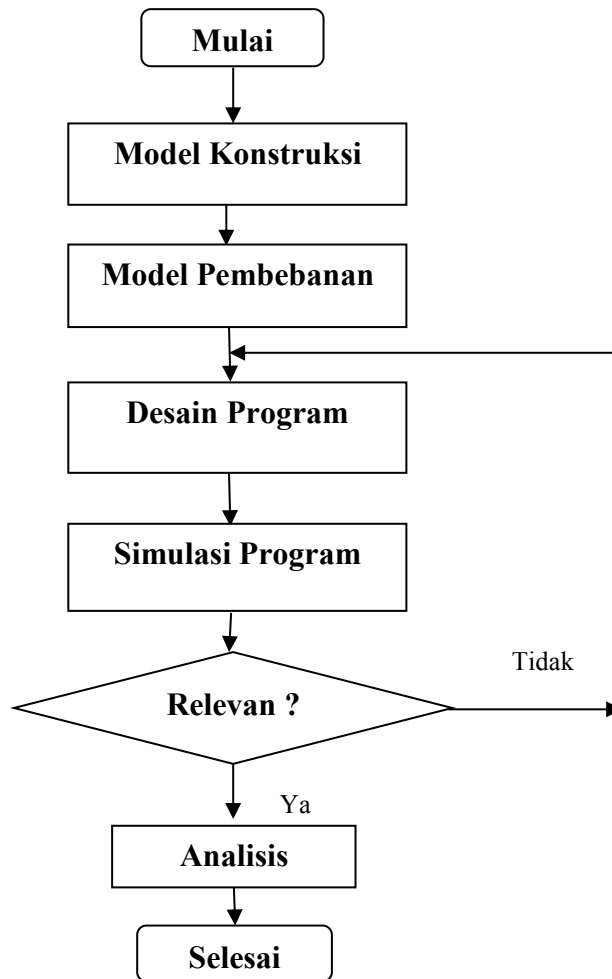 Mulai
Model Konstruksi
Model Pembebanan
Desain Program
Simulasi Program
Tidak
Relevan ?
Ya
Analisis
Selesai